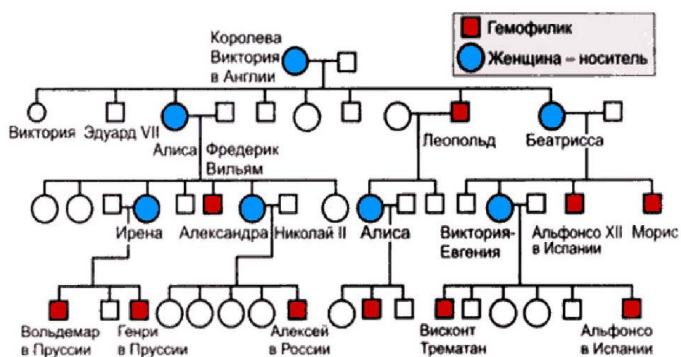 Королева
Виктория
в Англии
Гемофилик
Женщина – носитель
Виктория
Эдуард VII
Алиса
Фредерик
Вильям
Леопольд
Беатрисса
Ирена
Александра
Николай II
Алиса
Виктория-
Евгения
Альфонсо XII
в Испании
Морис
Вольдемар
в Пруссии
Генри
в Пруссии
Алексей
в России
Висконт
Трематан
Альфонсо
в Испании